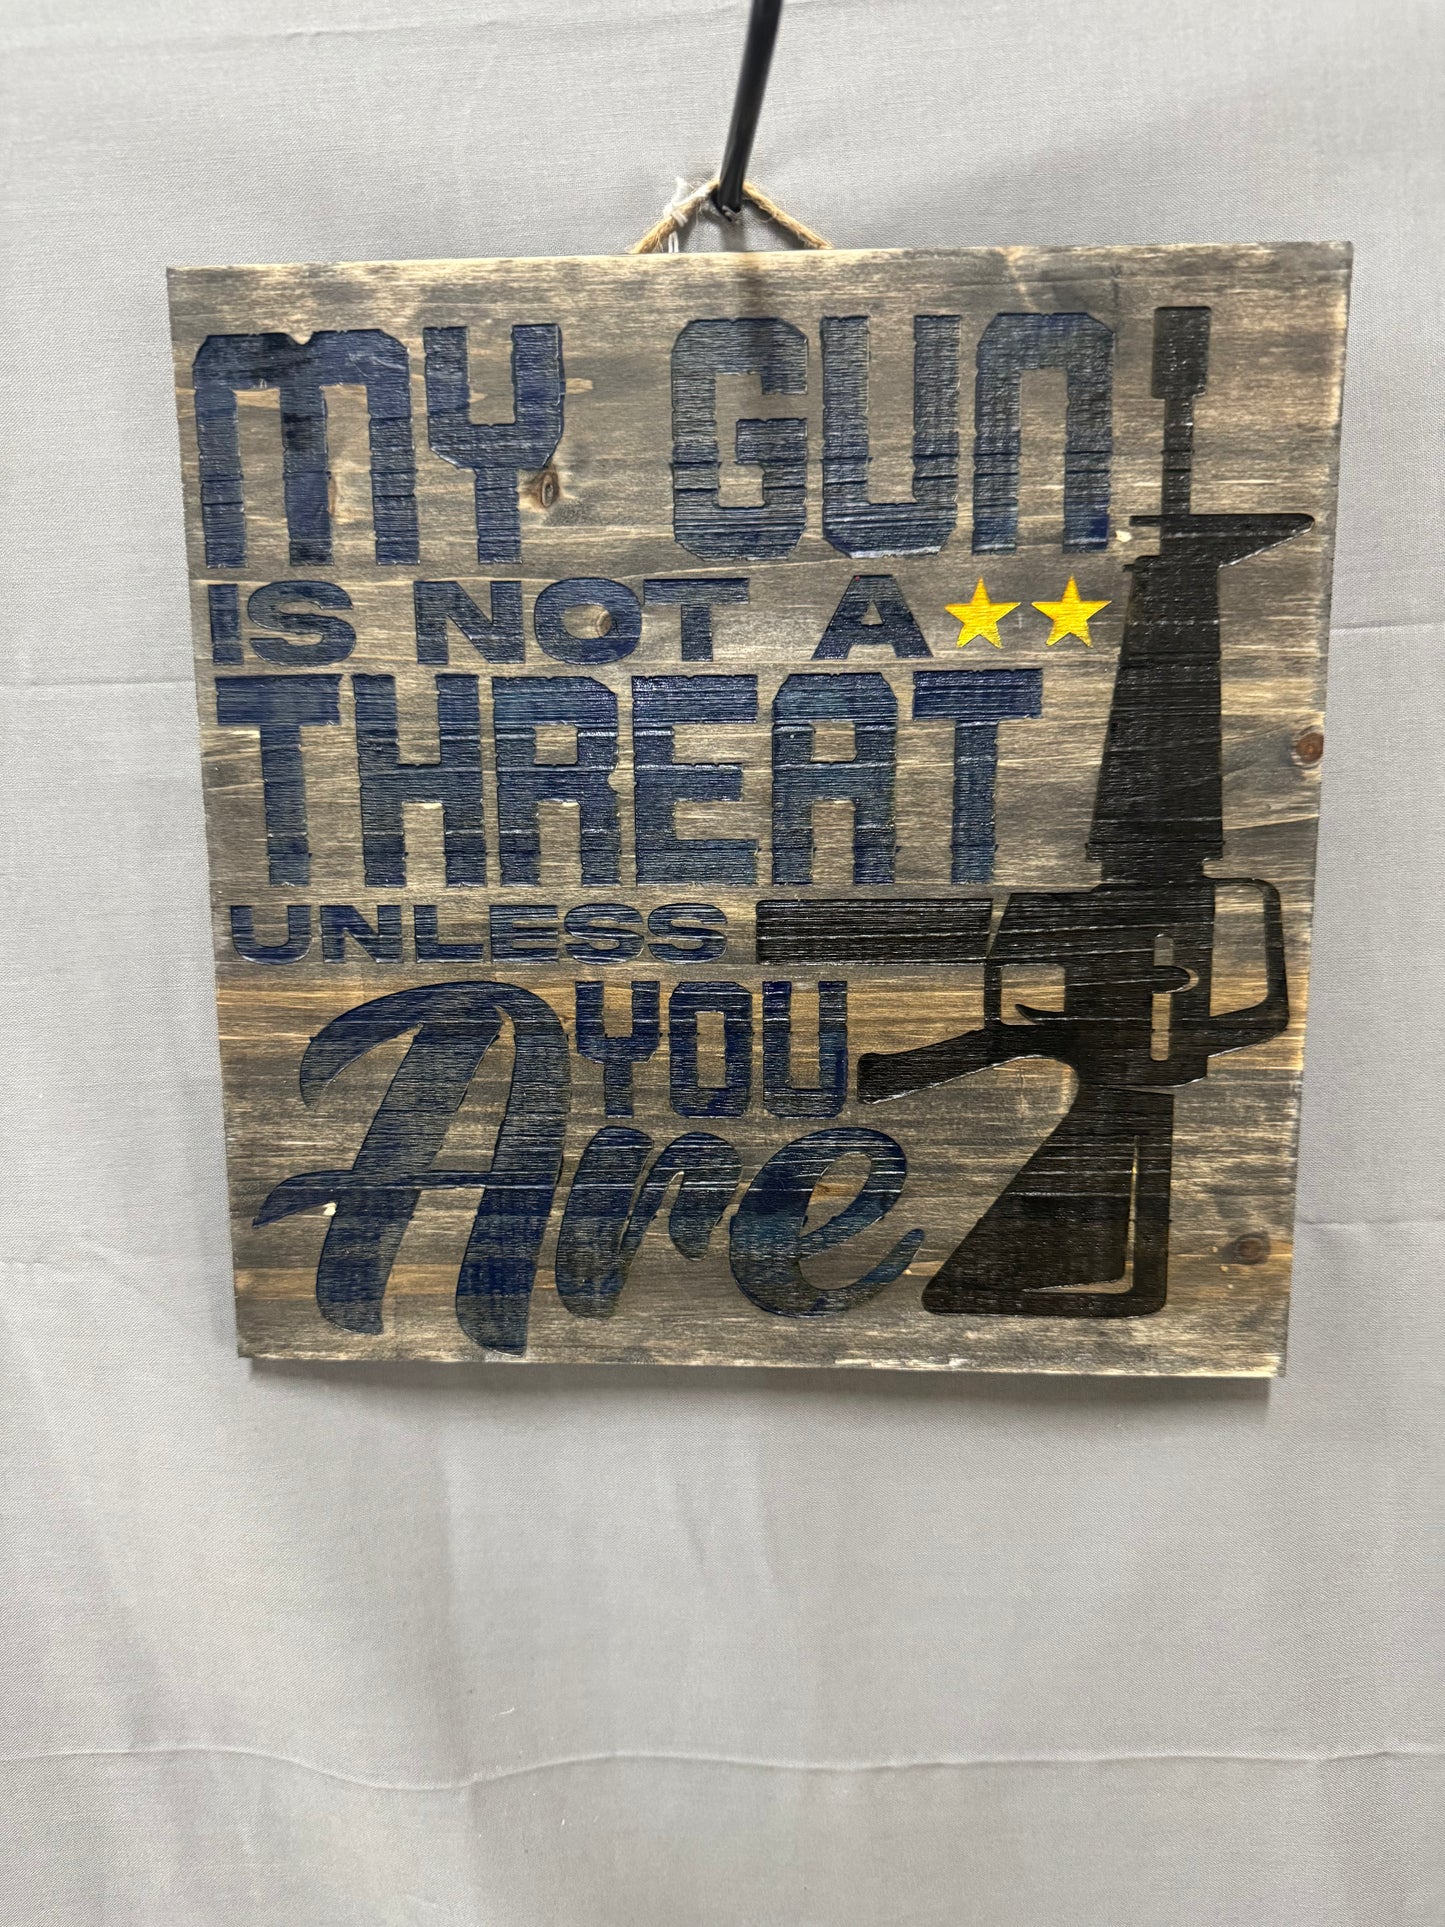 MY GUN
IS NOT A
THREAT
UNLESS
YOU
Are